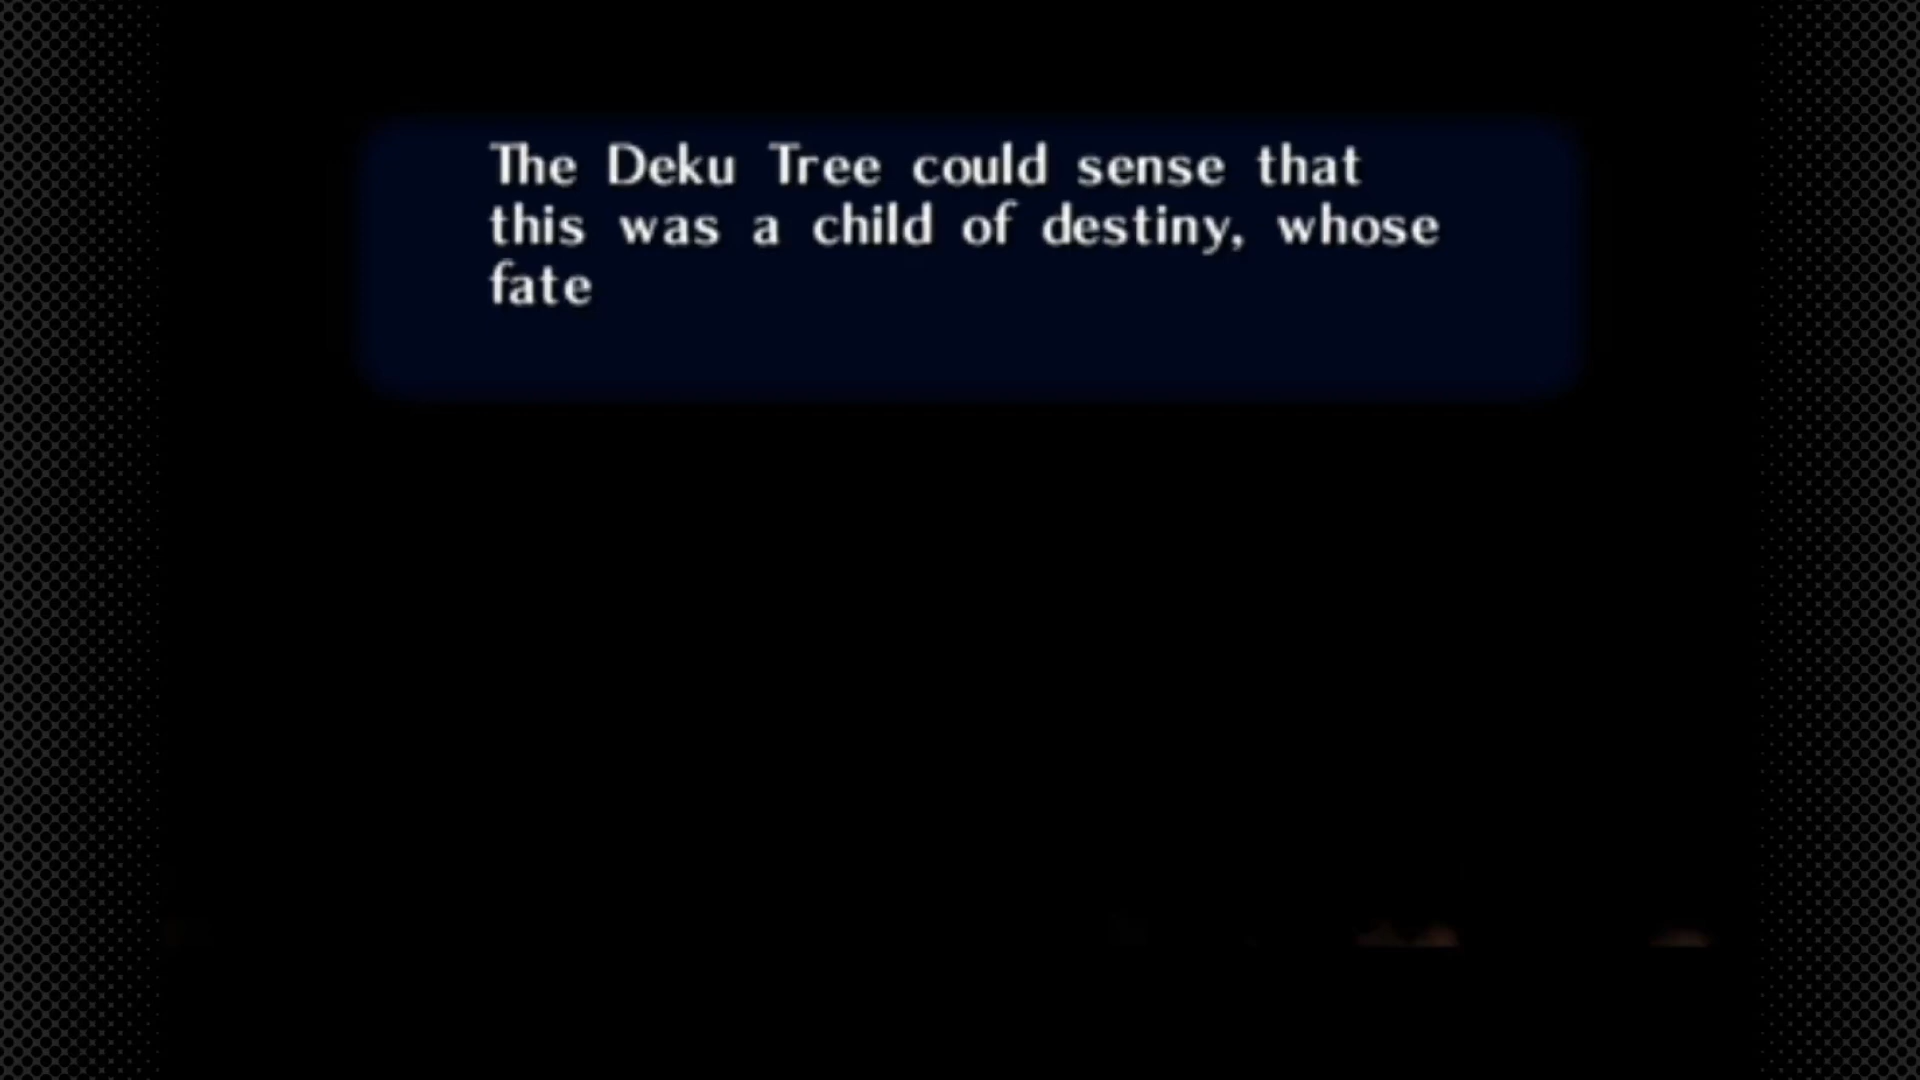 The Deku Tree could sense that
this was a child of destiny, whose
fate